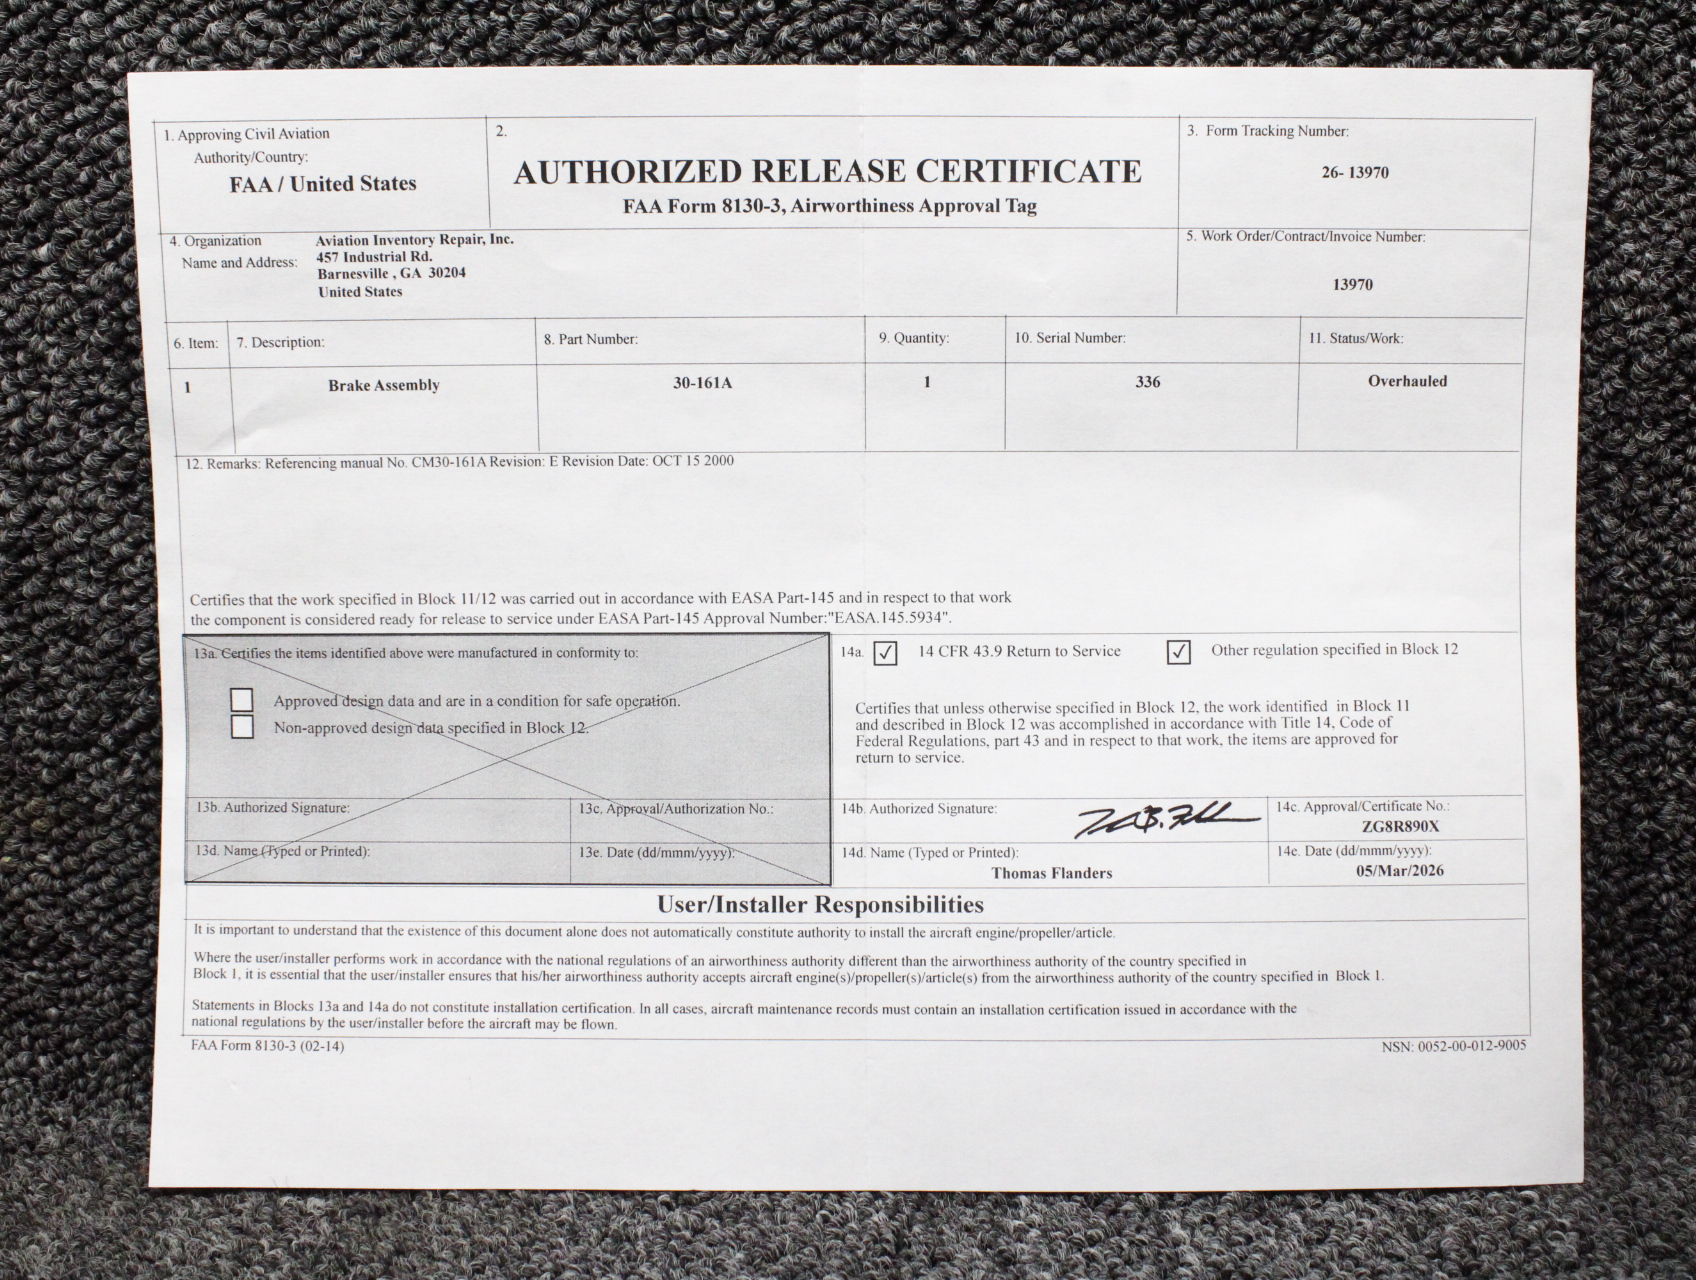 1. Approving Civil Aviation
Authority/Country:
FAA / United States
2.
AUTHORIZED RELEASE CERTIFICATE
FAA Form 8130-3, Airworthiness Approval Tag
3. Form Tracking Number:
26- 13970
4. Organization
Name and Address:
Aviation Inventory Repair, Inc.
457 Industrial Rd.
Barnesville , GA 30204
United States
5. Work Order/Contract/Invoice Number:
13970
6. Item: 7. Description: 8. Part Number: 9. Quantity: 10. Serial Number: 11. Status/Work:
1 Brake Assembly 30-161A 1 336 Overhauled
12. Remarks: Referencing manual No. CM30-161A Revision: E Revision Date: OCT 15 2000
Certifies that the work specified in Block 11/12 was carried out in accordance with EASA Part-145 and in respect to that work
the component is considered ready for release to service under EASA Part-145 Approval Number:"EASA.145.5934".
13a. Certifies the items identified above were manufactured in conformity to:
Approved design data and are in a condition for safe operation.
Non-approved design data specified in Block 12.
13b. Authorized Signature:
13c. Approval/Authorization No.:
13d. Name (Typed or Printed):
13e. Date (dd/mmm/yyyy):
14a. ✓ 14 CFR 43.9 Return to Service ✓ Other regulation specified in Block 12
Certifies that unless otherwise specified in Block 12, the work identified in Block 11
and described in Block 12 was accomplished in accordance with Title 14, Code of
Federal Regulations, part 43 and in respect to that work, the items are approved for
return to service.
14b. Authorized Signature:
14c. Approval/Certificate No.:
ZG8R890X
14d. Name (Typed or Printed):
Thomas Flanders
14e. Date (dd/mmm/yyyy):
05/Mar/2026
User/Installer Responsibilities
It is important to understand that the existence of this document alone does not automatically constitute authority to install the aircraft engine/propeller/article.
Where the user/installer performs work in accordance with the national regulations of an airworthiness authority different than the airworthiness authority of the country specified in
Block 1, it is essential that the user/installer ensures that his/her airworthiness authority accepts aircraft engine(s)/propeller(s)/article(s) from the airworthiness authority of the country specified in Block 1.
Statements in Blocks 13a and 14a do not constitute installation certification. In all cases, aircraft maintenance records must contain an installation certification issued in accordance with the
national regulations by the user/installer before the aircraft may be flown.
FAA Form 8130-3 (02-14)
NSN: 0052-00-012-9005